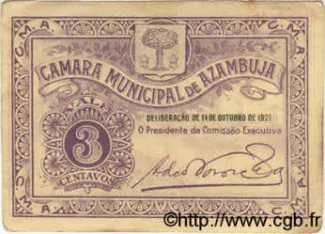 CAMARA MUNICIPAL DE AZAMBUJA
DELIBERAÇÃO DE 14 DE OUTUBRO DE 1921
O Presidente da Comissão Executiva
VALE
3
CENTAVOS
C.M.A.
©http://www.cgb.fr